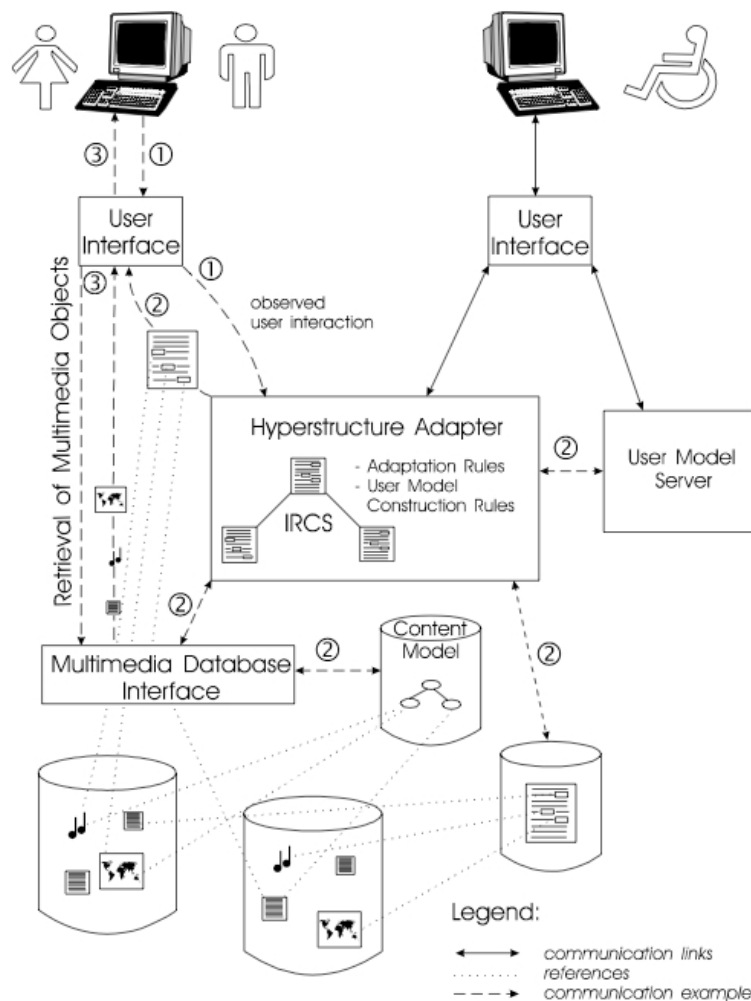 ③
①
User
Interface
User
Interface
③
①
②
observed
user interaction
Retrieval of Multimedia Objects
Hyperstructure Adapter
- Adaptation Rules
- User Model
Construction Rules
IRCS
②
User Model
Server
②
Content
Model
②
②
Multimedia Database
Interface
Legend:
communication links
references
communication example